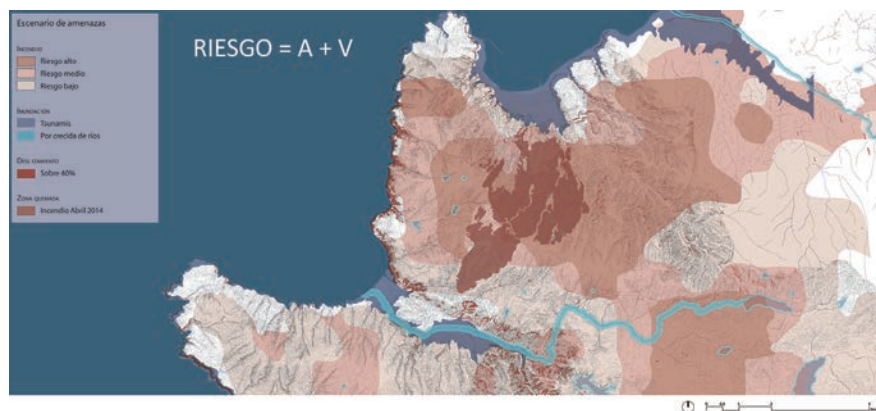 Escenario de amenazas
RIESGO = A + V
INCENDIO
Riesgo alto
Riesgo medio
Riesgo bajo
INUNDACIÓN
Tsunamis
Por crecida de ríos
Sobre 40%
ZONA QUEMADA
Incendio Abril 2014